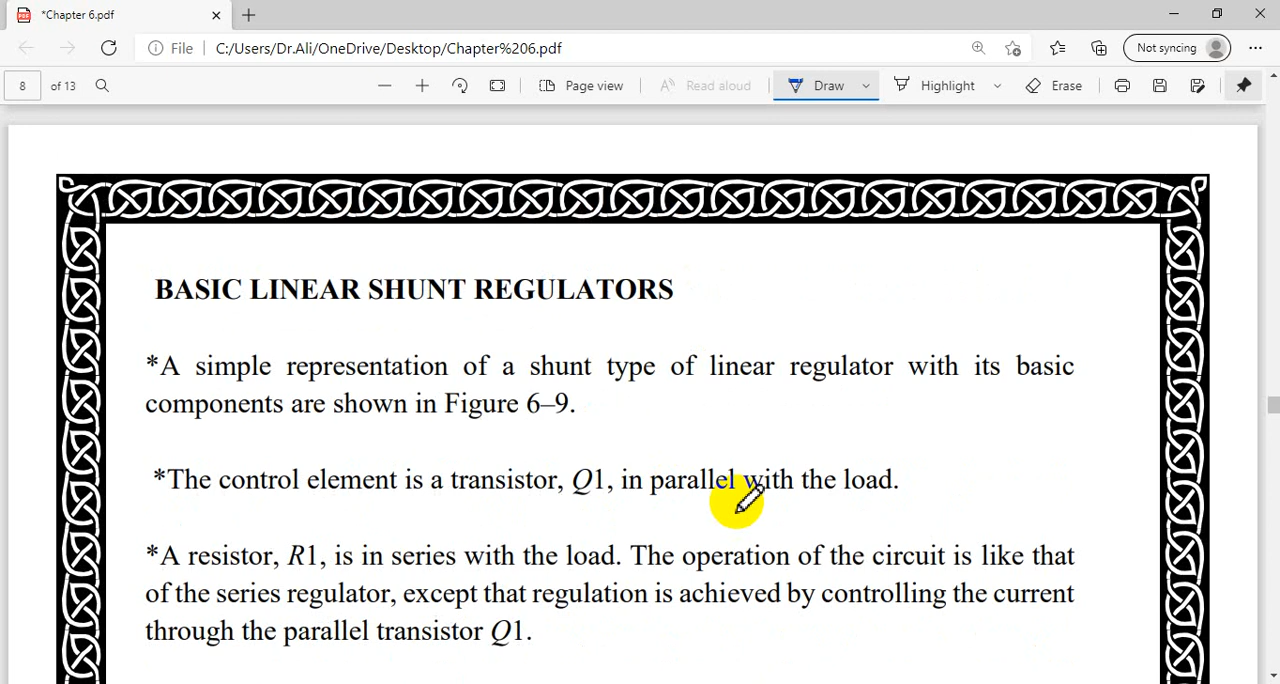 *Chapter 6.pdf
File | C:/Users/Dr.Ali/OneDrive/Desktop/Chapter%206.pdf
Not syncing
8 of 13
Page view
Read aloud
Draw
Highlight
Erase
BASIC LINEAR SHUNT REGULATORS
*A simple representation of a shunt type of linear regulator with its basic
components are shown in Figure 6–9.
*The control element is a transistor, Q1, in parallel with the load.
*A resistor, R1, is in series with the load. The operation of the circuit is like that
of the series regulator, except that regulation is achieved by controlling the current
through the parallel transistor Q1.